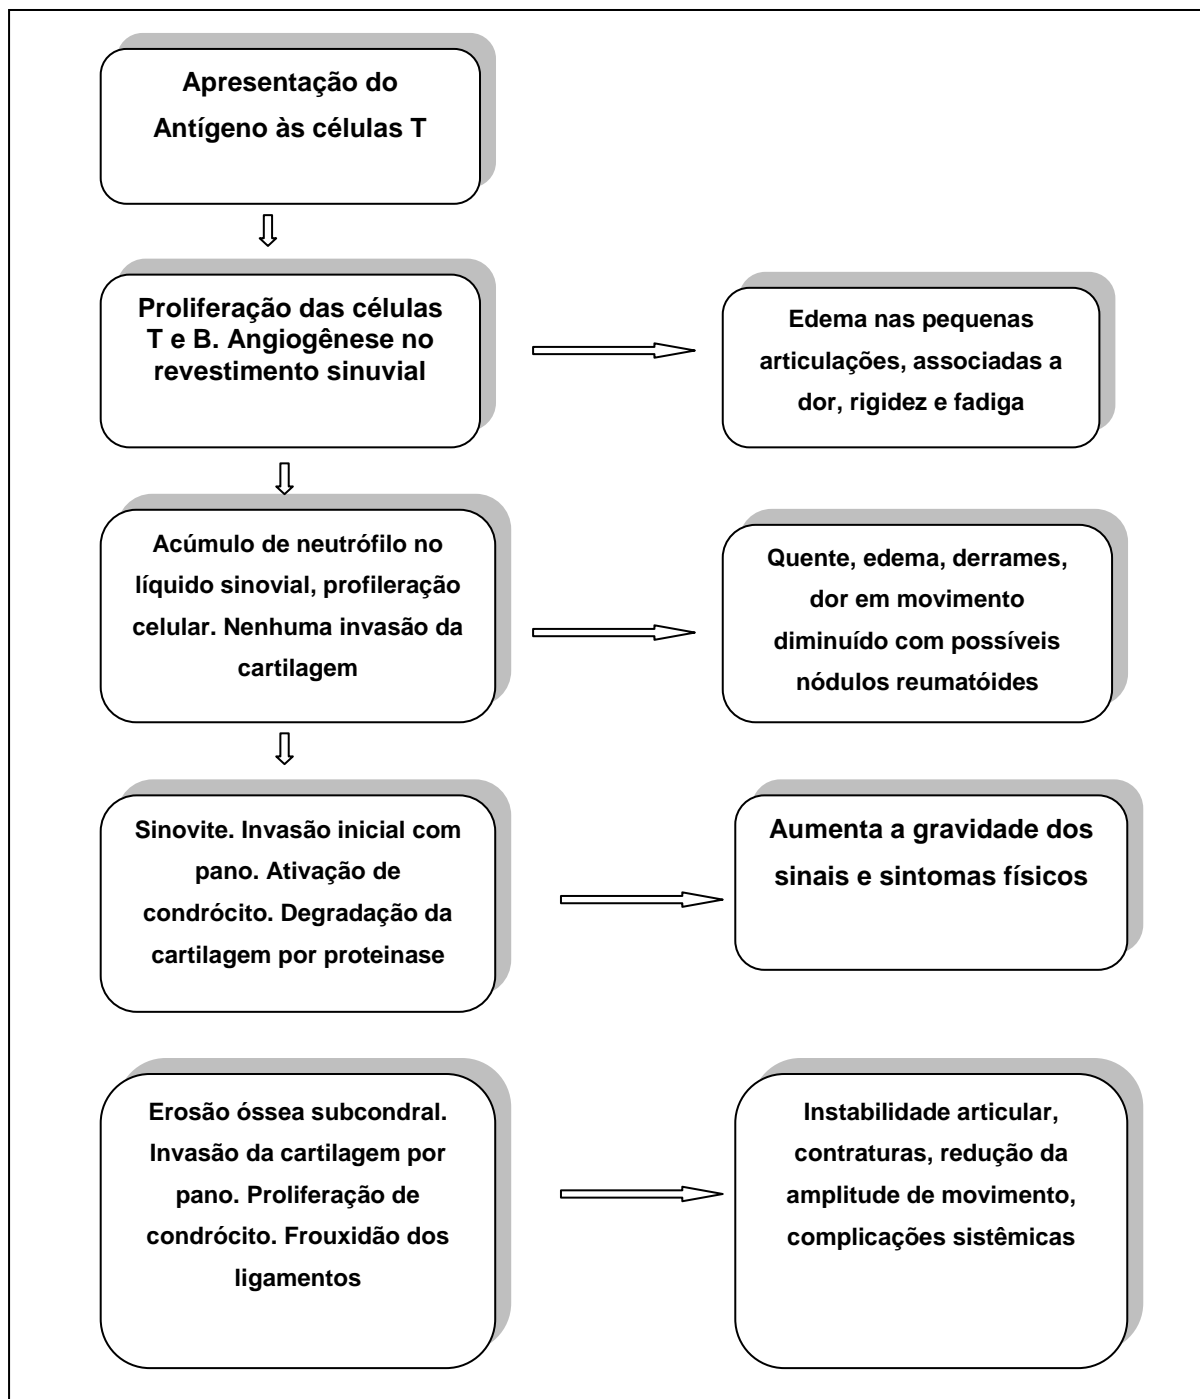 Apresentação do
Antígeno às células T
Proliferação das células
T e B. Angiogênese no
revestimento sinuvial
Edema nas pequenas
articulações, associadas a
dor, rigidez e fadiga
Acúmulo de neutrófilo no
líquido sinovial, profileração
celular. Nenhuma invasão da
cartilagem
Quente, edema, derrames,
dor em movimento
diminuído com possíveis
nódulos reumatóides
Sinovite. Invasão inicial com
pano. Ativação de
condrócito. Degradação da
cartilagem por proteinase
Aumenta a gravidade dos
sinais e sintomas físicos
Erosão óssea subcondral.
Invasão da cartilagem por
pano. Proliferação de
condrócito. Frouxidão dos
ligamentos
Instabilidade articular,
contraturas, redução da
amplitude de movimento,
complicações sistêmicas